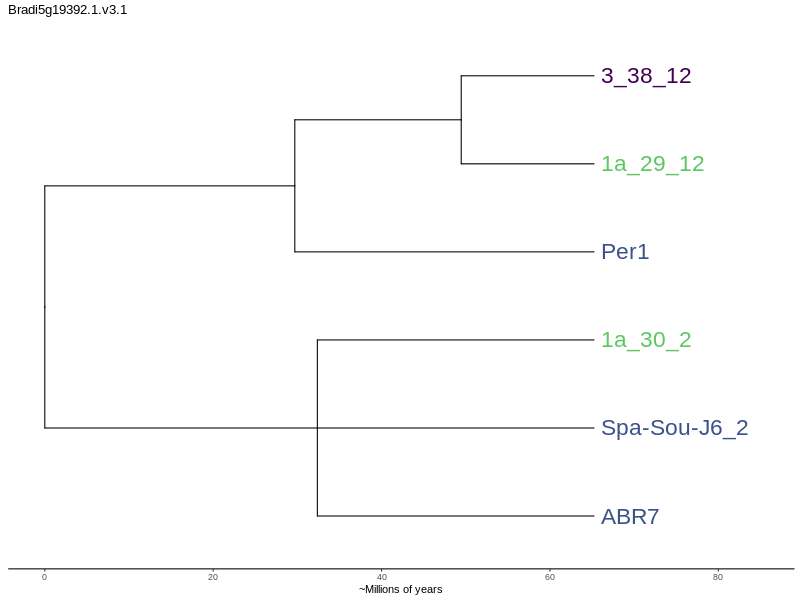 Bradi5g19392.1.v3.1
3_38_12
1a_29_12
Per1
1a_30_2
Spa-Sou-J6_2
ABR7
0 20 40 60 80
~Millions of years